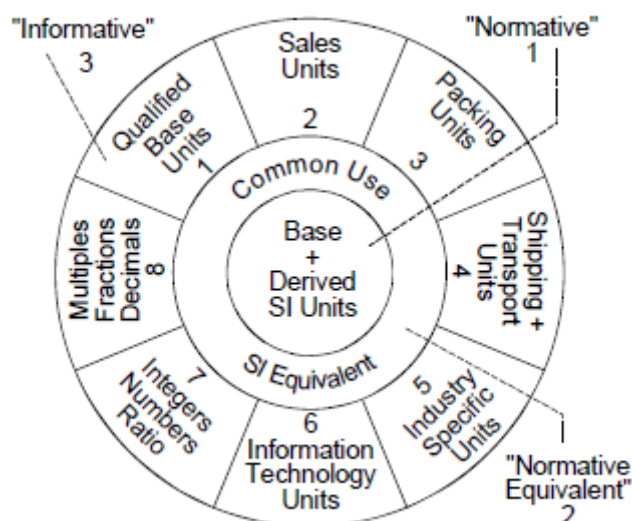 "Informative"
3
"Normative"
1
Qualified
Base
Units
1
Sales
Units
2
Packing
Units
3
Shipping +
Transport
Units
4
5
Industry
Specific
Units
6
Information
Technology
Units
7
Integers
Numbers
Ratio
Multiples
Fractions
Decimals
8
Common Use
Base
+
Derived
SI Units
SI Equivalent
"Normative
Equivalent"
2